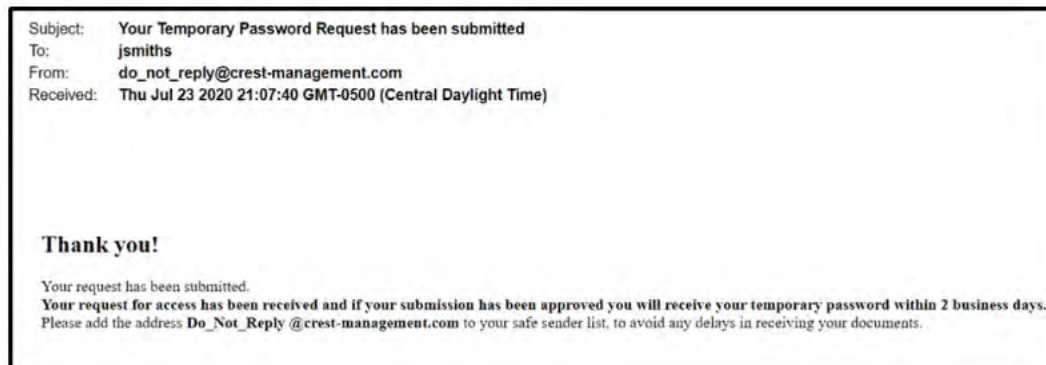 Subject: Your Temporary Password Request has been submitted
To: jsmiths
From: do_not_reply@crest-management.com
Received: Thu Jul 23 2020 21:07:40 GMT-0500 (Central Daylight Time)
Thank you!
Your request has been submitted.
Your request for access has been received and if your submission has been approved you will receive your temporary password within 2 business days.
Please add the address Do_Not_Reply @crest-management.com to your safe sender list, to avoid any delays in receiving your documents.